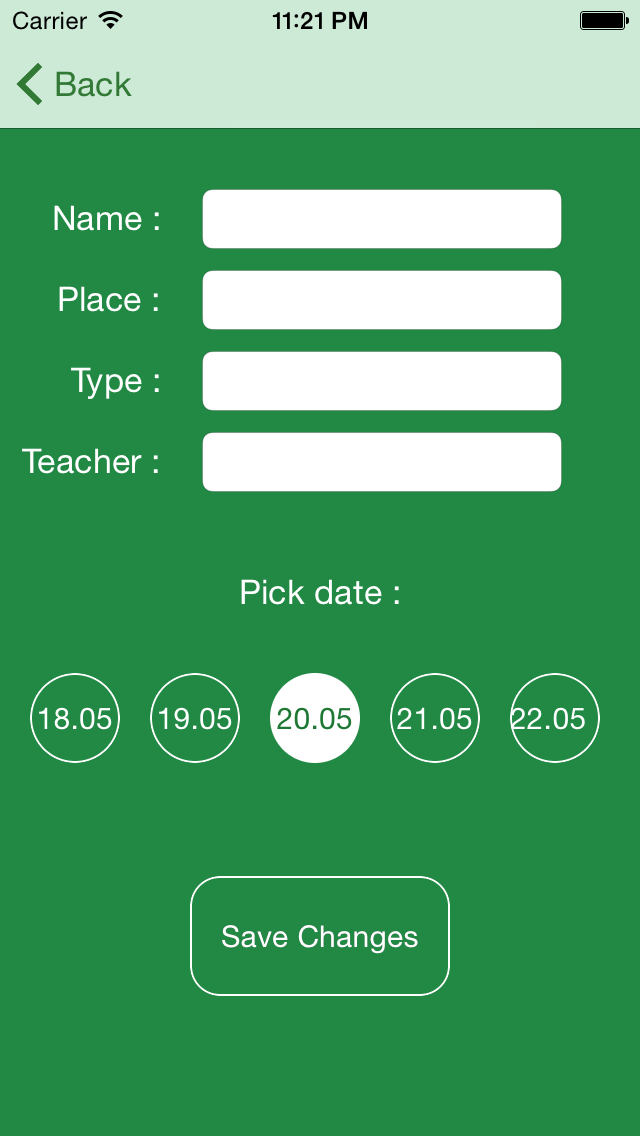 Carrier 11:21 PM
Back
Name :
Place :
Type :
Teacher :
Pick date :
18.05 19.05 20.05 21.05 22.05
Save Changes